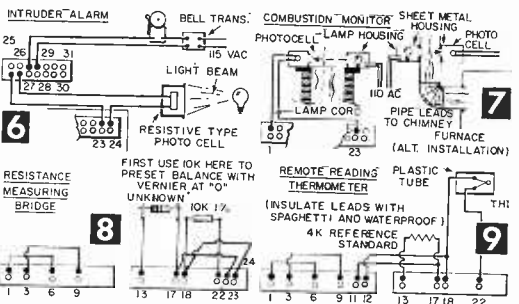 INTRUDER ALARM
BELL TRANS.
25
26 29 31
115 VAC
27 28 30
LIGHT BEAM
6
23 24
RESISTIVE TYPE
PHOTO CELL
COMBUSTION MONITOR
SHEET METAL
HOUSING
PHOTOCELL
LAMP HOUSING
PHOTO
CELL
110 AC
LAMP COR
7
PIPE LEADS
TO CHIMNEY
1
23
FURNACE
(ALT. INSTALLATION)
RESISTANCE
MEASURING
BRIDGE
8
FIRST USE 10K HERE TO
PRESET BALANCE WITH
VERNIER AT "0"
UNKNOWN
10K 1%
24
1 3 6 9
13 17 18 22 23
REMOTE READING
THERMOMETER
(INSULATE LEADS WITH
SPAGHETTI AND WATERPROOF)
4K REFERENCE
STANDARD
PLASTIC
TUBE
THI
9
1 3 6 9 11 12
13 17 18 22